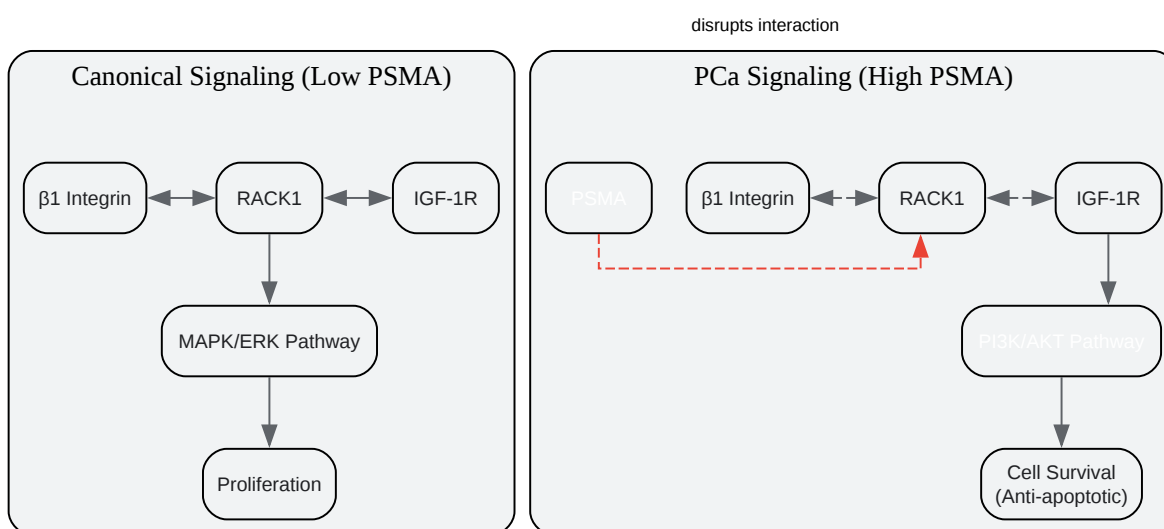 disrupts interaction
Canonical Signaling (Low PSMA)
β1 Integrin
RACK1
IGF-1R
MAPK/ERK Pathway
Proliferation
PCa Signaling (High PSMA)
PSMA
β1 Integrin
RACK1
IGF-1R
PI3K/AKT Pathway
Cell Survival
(Anti-apoptotic)